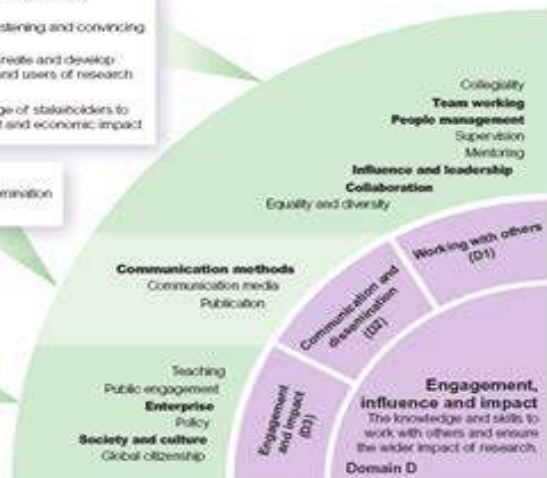 stening and convincing
reate and develop
nd users of research
ge of stakeholders to
t and economic impact
mination
Collegiality
Team working
People management
Supervision
Mentoring
Influence and leadership
Collaboration
Equality and diversity
Communication methods
Communication media
Publication
Teaching
Public engagement
Enterprise
Policy
Society and culture
Global citizenship
Working with others
(D1)
Communication and
dissemination
(D2)
Engagement
and impact
(D3)
Engagement,
influence and impact
The knowledge and skills to
work with others and ensure
the wider impact of research.
Domain D